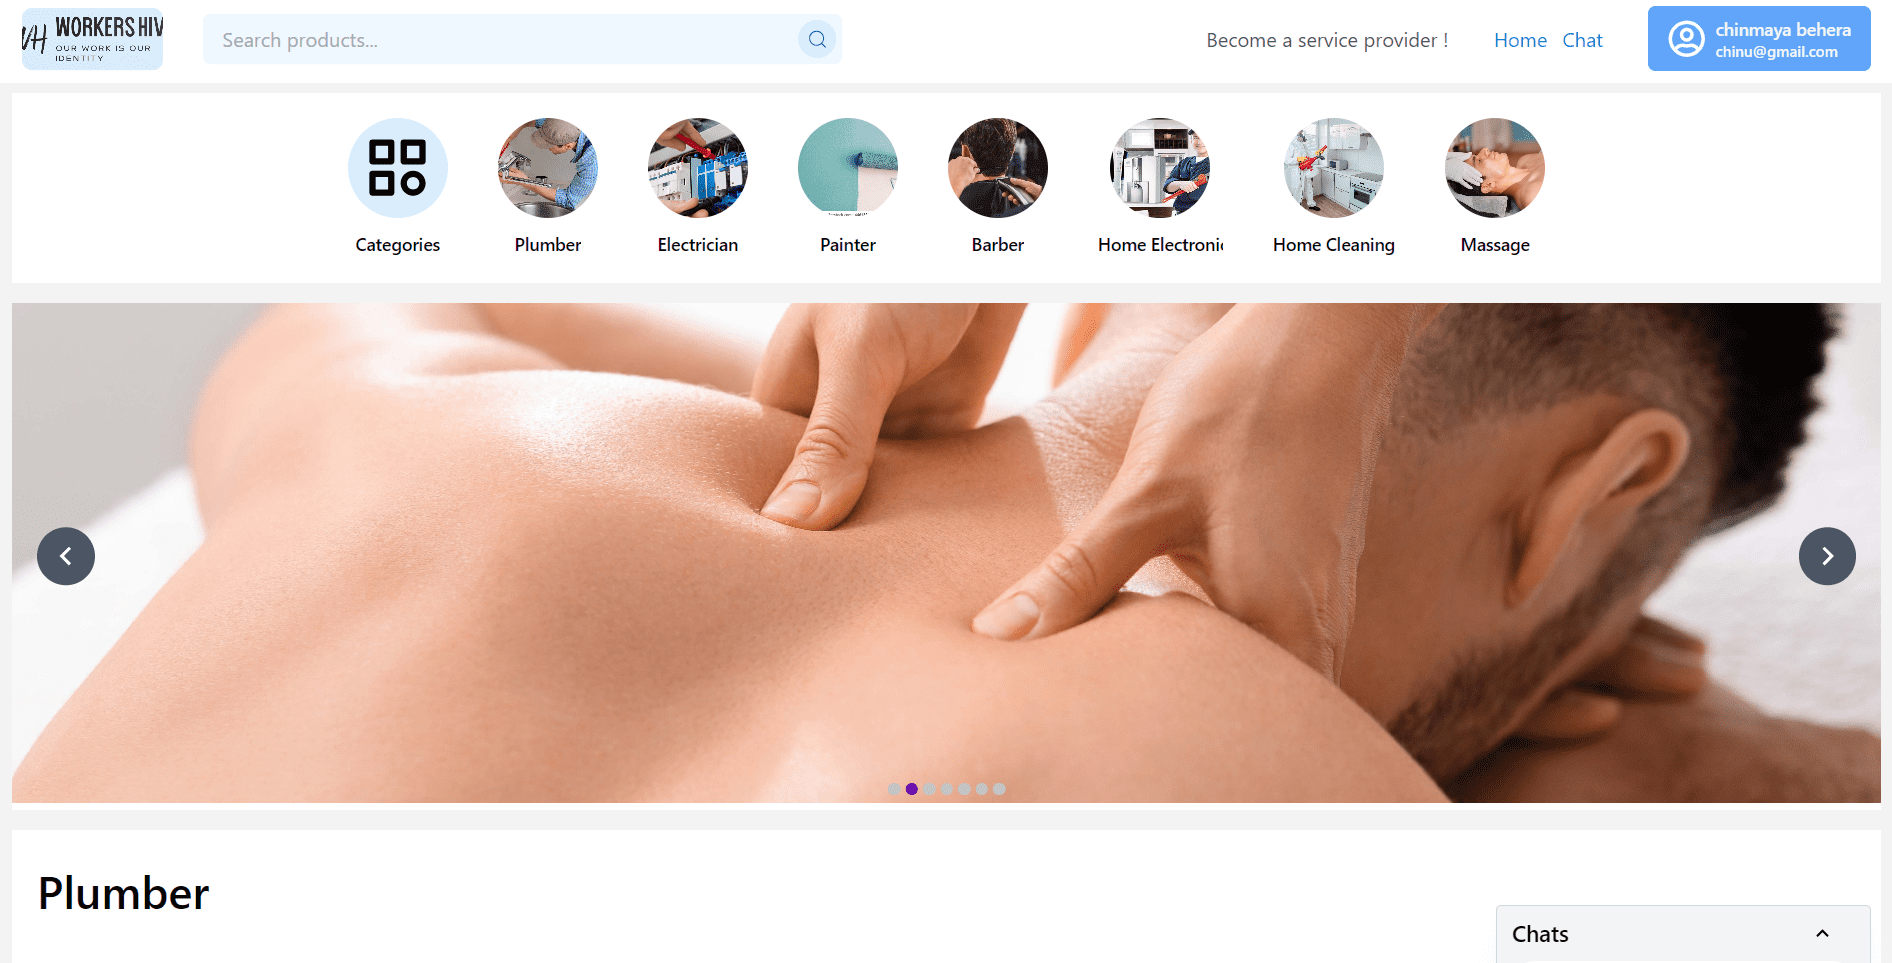 WORKERS HIV
OUR WORK IS OUR
IDENTITY
Search products...
Become a service provider !
Home
Chat
chinmaya behera
chinu@gmail.com
Categories
Plumber
Electrician
Painter
Barber
Home Electroni
Home Cleaning
Massage
Plumber
Chats